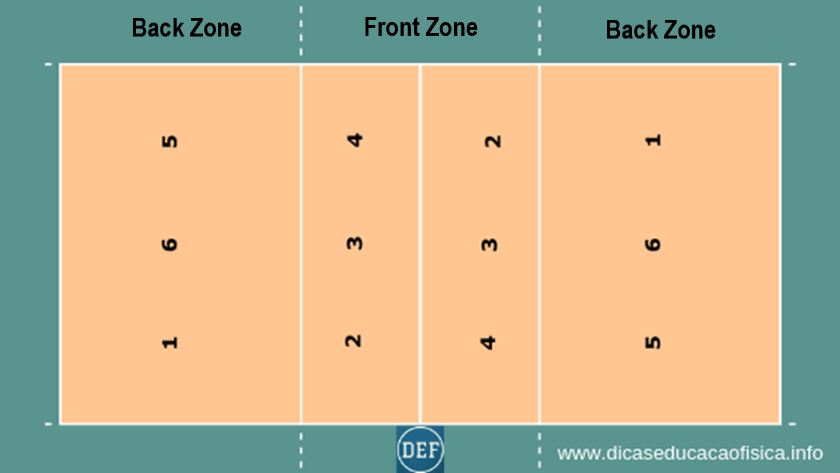 Back Zone
Front Zone
Back Zone
5 4 2 1
6 3 3 6
1 2 4 5
DEF
www.dicaseducacaofisica.info